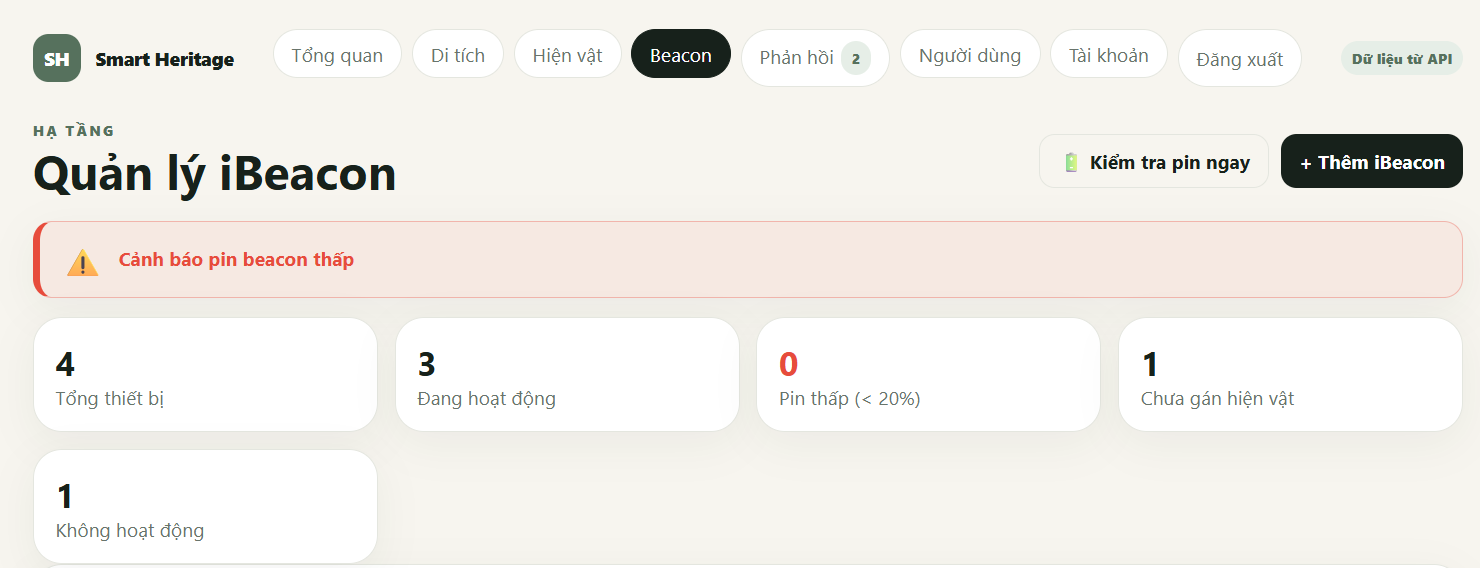 SH Smart Heritage Tổng quan Di tích Hiện vật Beacon Phản hồi 2 Người dùng Tài khoản Đăng xuất Dữ liệu từ API
HẠ TẦNG
Quản lý iBeacon
Kiểm tra pin ngay + Thêm iBeacon
Cảnh báo pin beacon thấp
4 3 0 1
Tổng thiết bị Đang hoạt động Pin thấp (< 20%) Chưa gán hiện vật
1
Không hoạt động